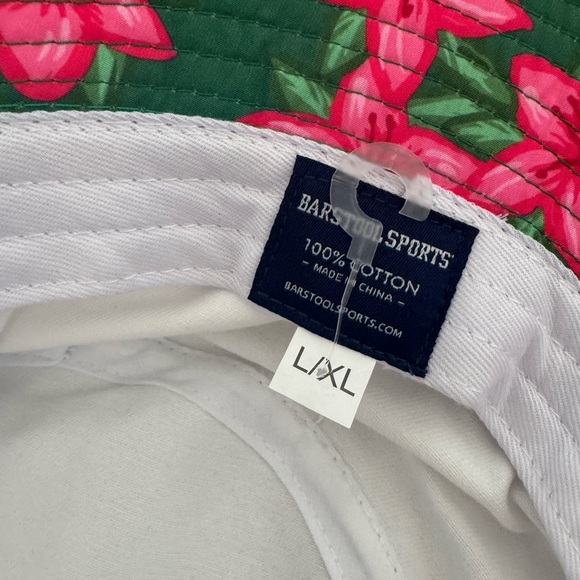 BARSTOOL SPORTS
100% COTTON
- MADE IN CHINA -
BARSTOOLSPORTS.COM
L/XL